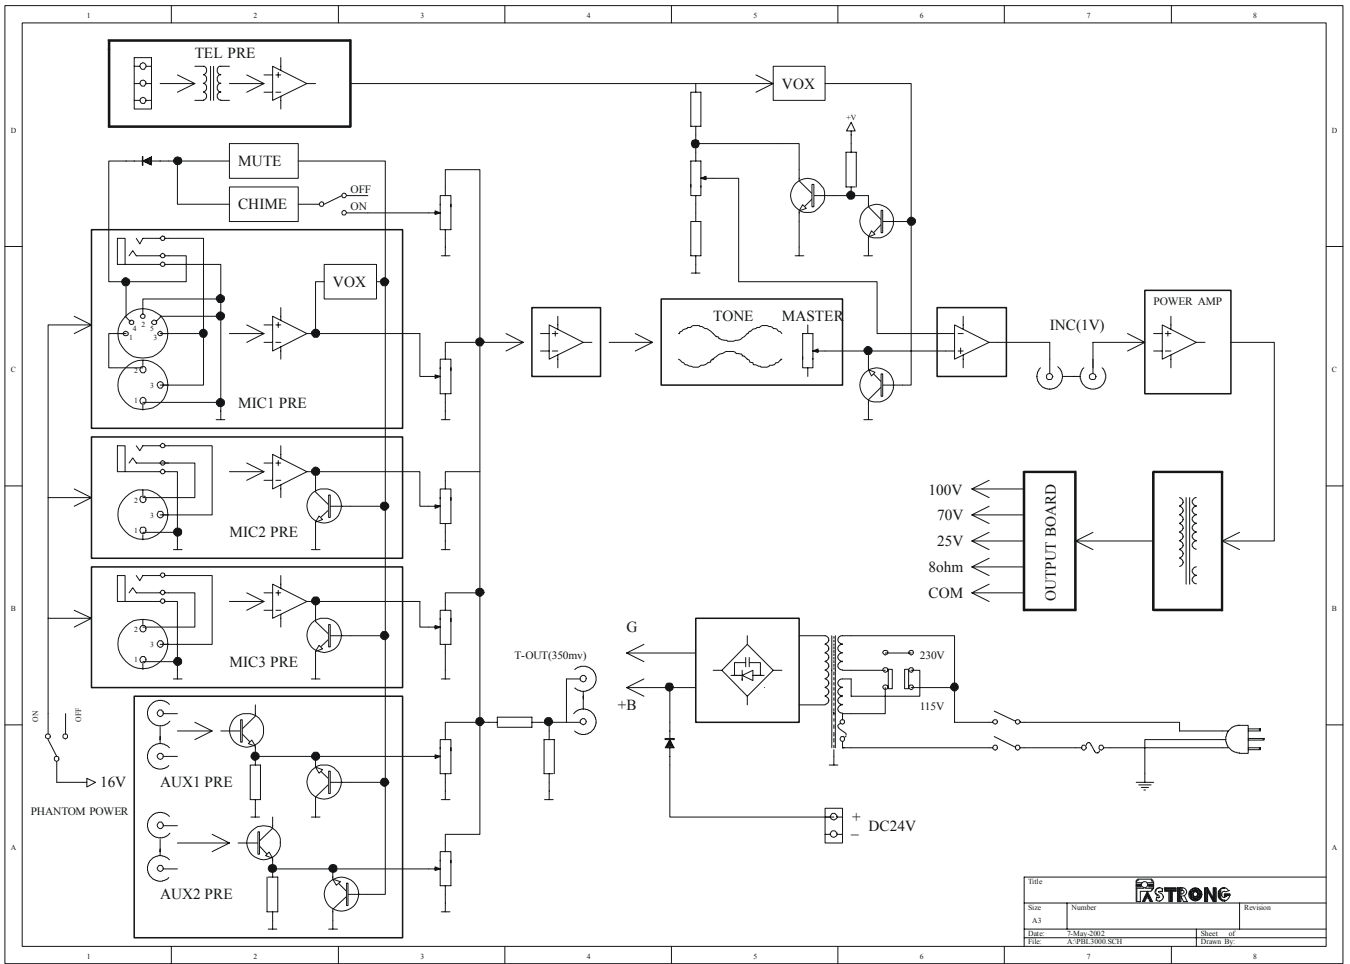 1 2 3 4 5 6 7 8
TEL PRE
VOX
+V
D D
MUTE
CHIME
OFF
ON
VOX
4 2 5
1 3
2
3
1
MIC1 PRE
TONE
MASTER
INC(1V)
POWER AMP
C C
2
3
1
MIC2 PRE
100V
70V
25V
8ohm
COM
OUTPUT BOARD
2
3
1
MIC3 PRE
B B
T-OUT(350mv)
G
+B
230V
115V
ON
OFF
16V
PHANTOM POWER
AUX1 PRE
AUX2 PRE
+
−
DC24V
A A
Title
PASTRONG
Size
A3
Number
Revision
Date:
7-May-2002
Sheet of
File:
A:\PBL3000.SCH
Drawn By:
1 2 3 4 5 6 7 8